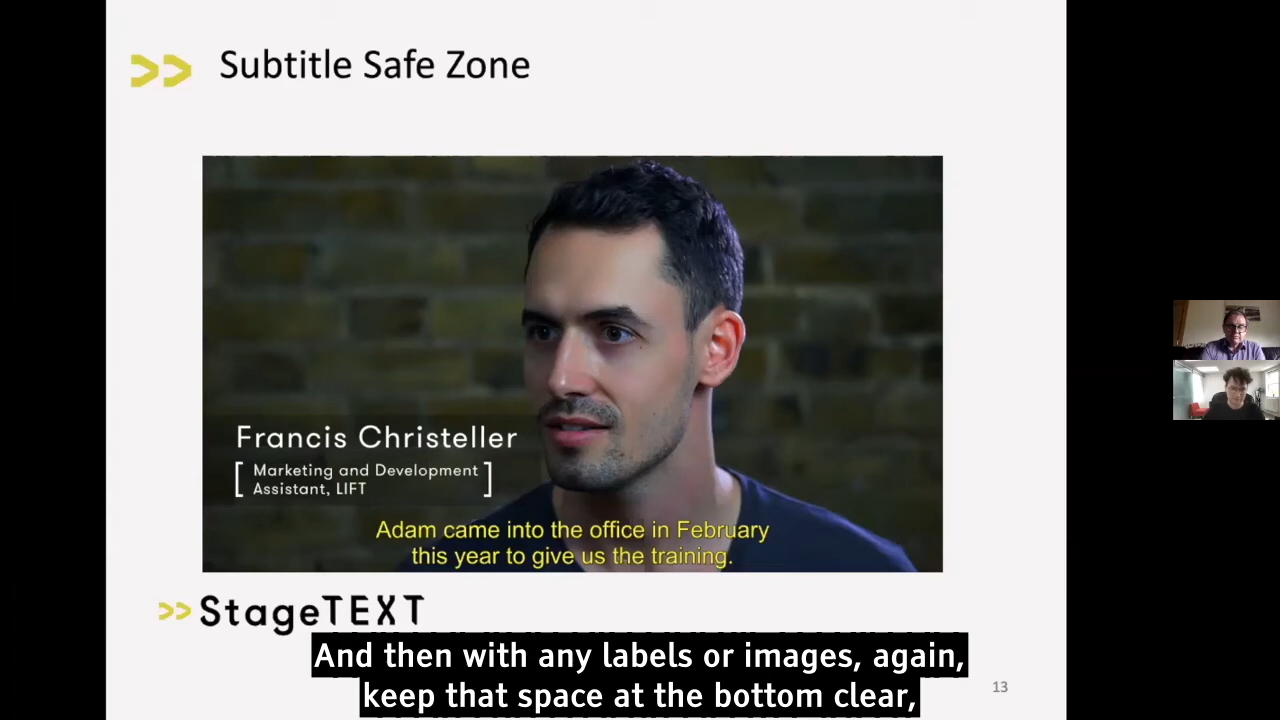 >> Subtitle Safe Zone
Francis Christeller
[ Marketing and Development
Assistant, LIFT ]
Adam came into the office in February
this year to give us the training.
>> StageTEXT
And then with any labels or images, again,
keep that space at the bottom clear,
13